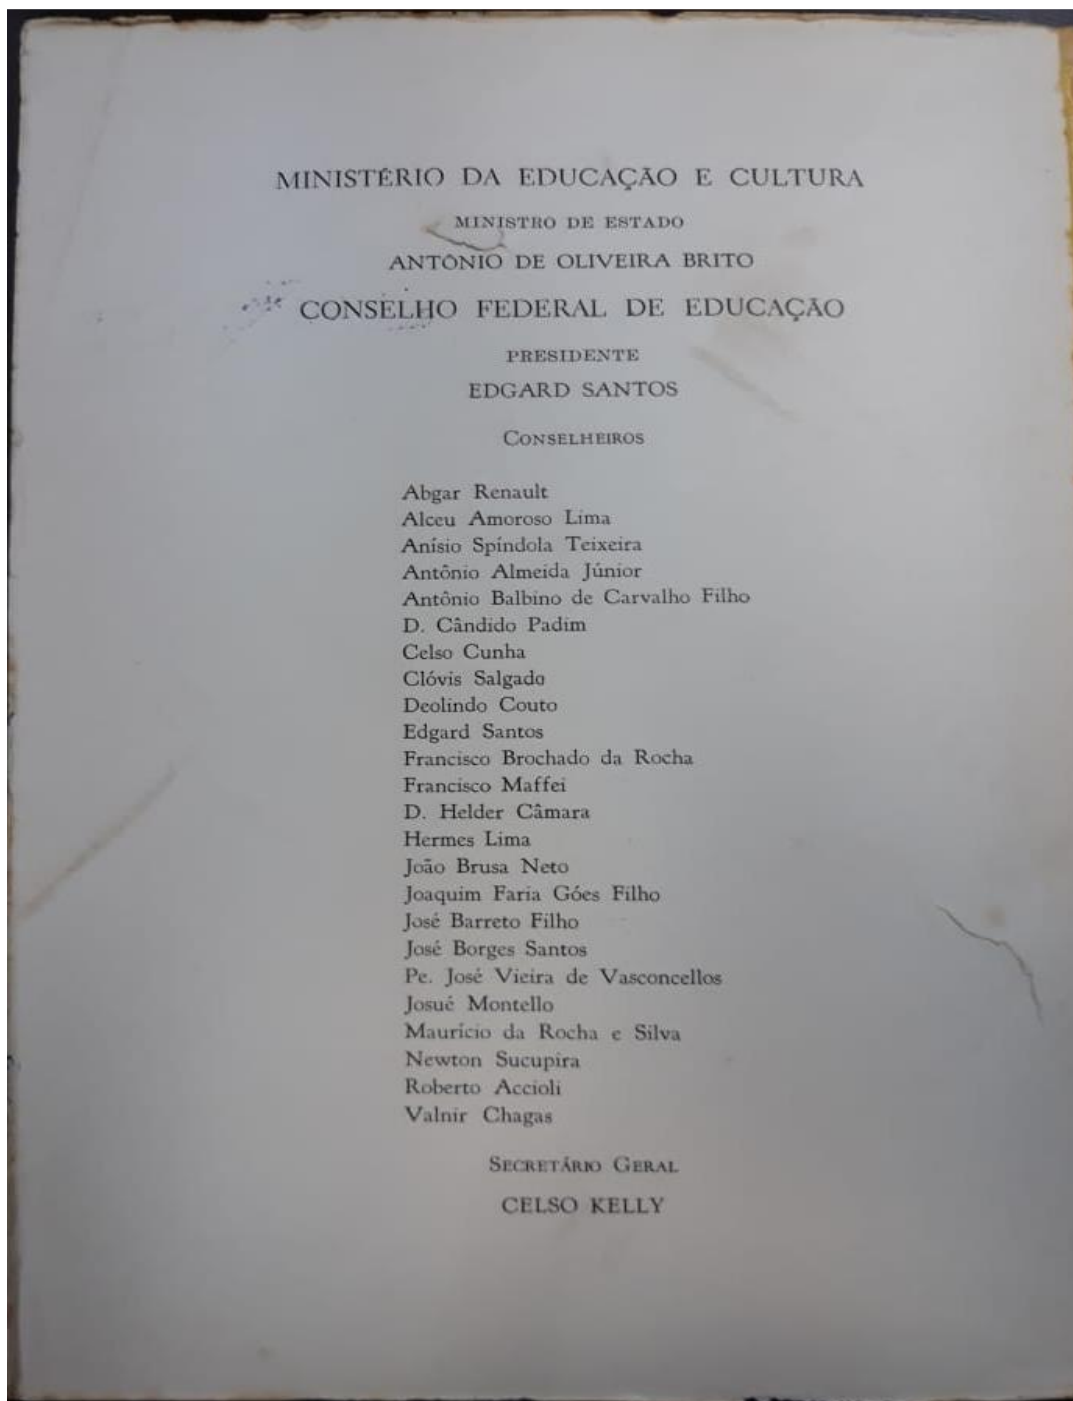 MINISTÉRIO DA EDUCAÇÃO E CULTURA
MINISTRO DE ESTADO
ANTÔNIO DE OLIVEIRA BRITO
CONSELHO FEDERAL DE EDUCAÇÃO
PRESIDENTE
EDGARD SANTOS
CONSELHEIROS
Abgar Renault
Alceu Amoroso Lima
Anísio Spíndola Teixeira
Antônio Almeida Júnior
Antônio Balbino de Carvalho Filho
D. Cândido Padim
Celso Cunha
Clóvis Salgado
Deolindo Couto
Edgard Santos
Francisco Brochado da Rocha
Francisco Maffei
D. Helder Câmara
Hermes Lima
João Brusa Neto
Joaquim Faria Góes Filho
José Barreto Filho
José Borges Santos
Pe. José Vieira de Vasconcellos
Josué Montello
Maurício da Rocha e Silva
Newton Sucupira
Roberto Accioli
Valnir Chagas
SECRETÁRIO GERAL
CELSO KELLY